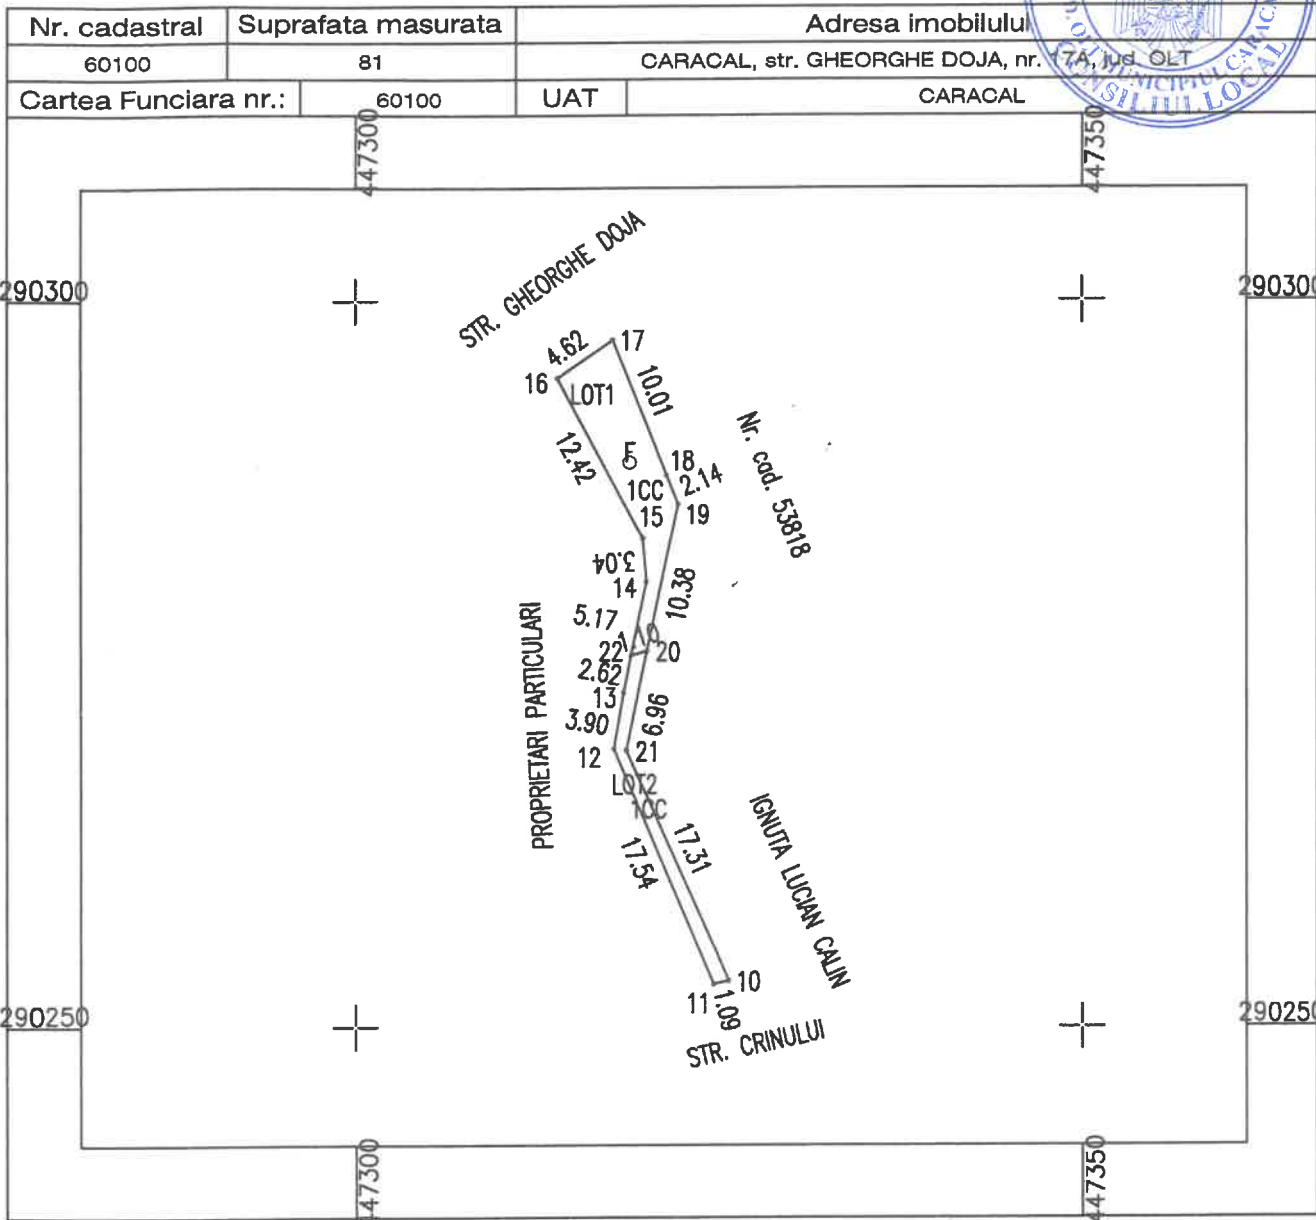 Nr. cadastral Suprafata masurata Adresa imobilului
60100 81 CARACAL, str. GHEORGHE DOJA, nr. 17A, jud. OLT
Cartea Funciara nr.: 60100 UAT CARACAL
MUNICIPIUL CARACAL
CONSILIUL LOCAL
447300
447350
290300
290300
STR. GHEORGHE DOJA
4.62
17
16
LOT1
10.01
12.42
F
18
1CC
2.14
15
19
Nr. cad. 53818
3.04
14
10.38
5.17
1.10
22
20
2.62
13
6.96
3.90
12
21
PROPRIETARI PARTICULARI
LOT2
1CC
17.31
17.54
IGNUTA LUCIAN CALIN
10
11
1.09
STR. CRINULUI
290250
290250
447300
447350